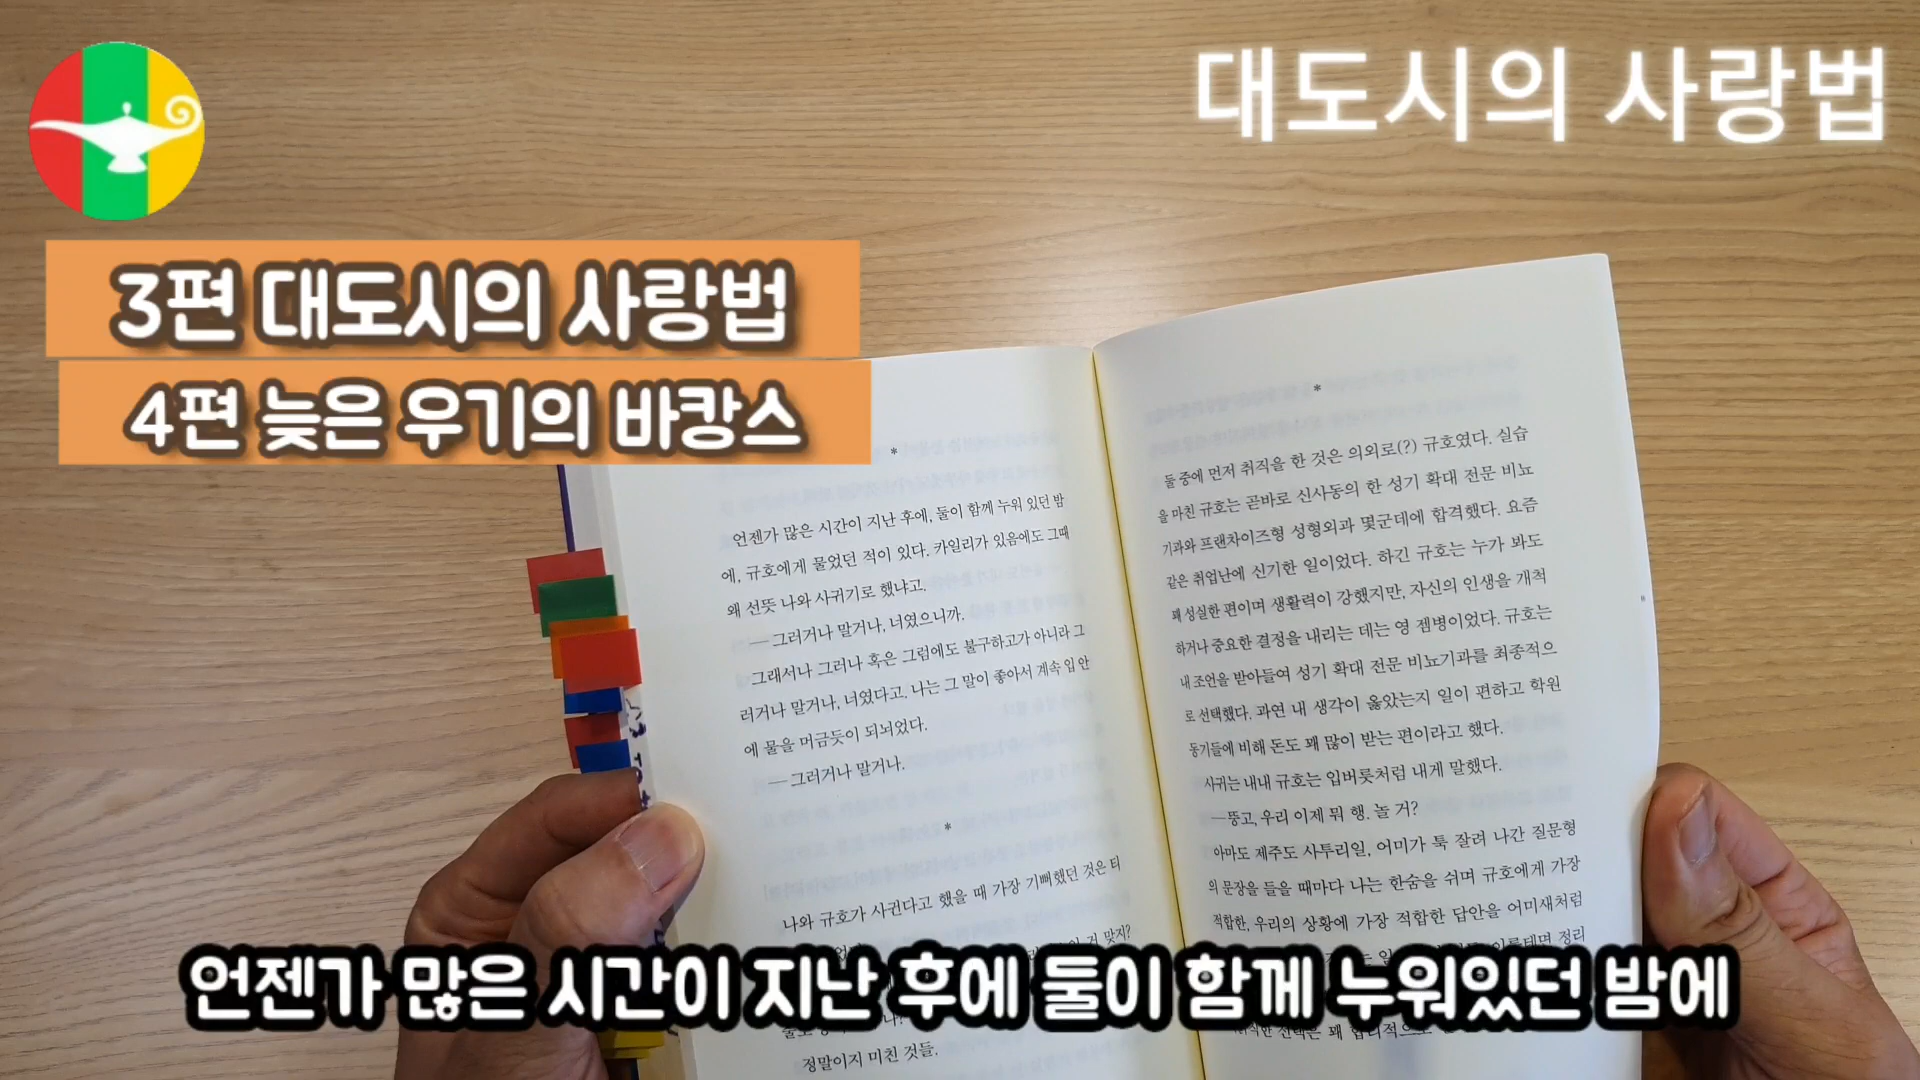 대도시의 사랑법
3편 대도시의 사랑법
4편 늦은 우기의 바캉스
*
언젠가 많은 시간이 지난 후에, 둘이 함께 누워 있던 밤
에, 규호에게 물었던 적이 있다. 카일리가 있음에도 그때
왜 선뜻 나와 사귀기로 했냐고.
— 그러거나 말거나, 너였으니까.
그래서나 그러나 혹은 그럼에도 불구하고가 아니라 그
러거나 말거나, 너였다고. 나는 그 말이 좋아서 계속 입 안
에 물을 머금듯이 되뇌었다.
— 그러거나 말거나.
*
나와 규호가 사귄다고 했을 때 가장 기뻐했던 것은 티
거 맞지?
정말이지 미친 것들.
*
둘 중에 먼저 취직을 한 것은 의외로(?) 규호였다. 실습
을 마친 규호는 곧바로 신사동의 한 성기 확대 전문 비뇨
기과와 프랜차이즈형 성형외과 몇군데에 합격했다. 요즘
같은 취업난에 신기한 일이었다. 하긴 규호는 누가 봐도
꽤 성실한 편이며 생활력이 강했지만, 자신의 인생을 개척
하거나 중요한 결정을 내리는 데는 영 젬병이었다. 규호는
내 조언을 받아들여 성기 확대 전문 비뇨기과를 최종적으
로 선택했다. 과연 내 생각이 옳았는지 일이 편하고 학원
동기들에 비해 돈도 꽤 많이 받는 편이라고 했다.
사귀는 내내 규호는 입버릇처럼 내게 말했다.
—뚱고, 우리 이제 뭐 행. 놀 거?
아마도 제주도 사투리일, 어미가 툭 잘려 나간 질문형
의 문장을 들을 때마다 나는 한숨을 쉬며 규호에게 가장
적합한, 우리의 상황에 가장 적합한 답안을 어미새처럼
정리
선택은 꽤 합리적으로
언젠가 많은 시간이 지난 후에 둘이 함께 누워있던 밤에